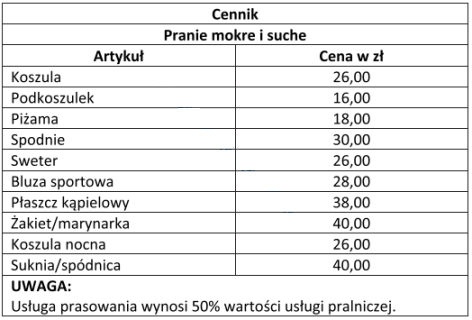 Cennik
Pranie mokre i suche
Artykuł Cena w zł
Koszula 26,00
Podkoszulek 16,00
Piżama 18,00
Spodnie 30,00
Sweter 26,00
Bluza sportowa 28,00
Płaszcz kąpielowy 38,00
Żakiet/marynarka 40,00
Koszula nocna 26,00
Suknia/spódnica 40,00
UWAGA:
Usługa prasowania wynosi 50% wartości usługi pralniczej.